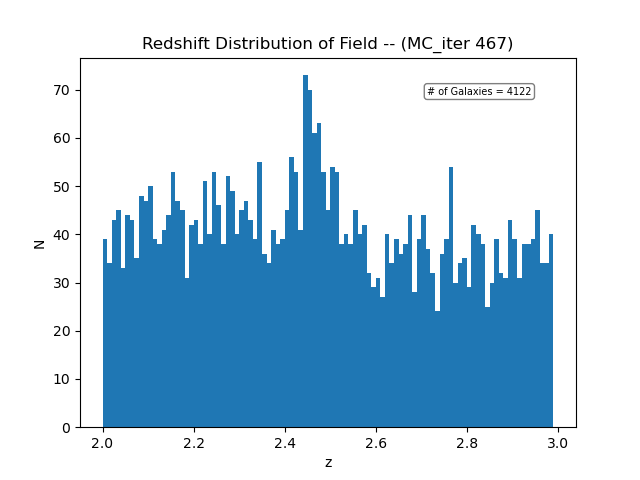 Redshift Distribution of Field -- (MC_iter 467)
# of Galaxies = 4122
N
70
60
50
40
30
20
10
0
2.0 2.2 2.4 2.6 2.8 3.0
z